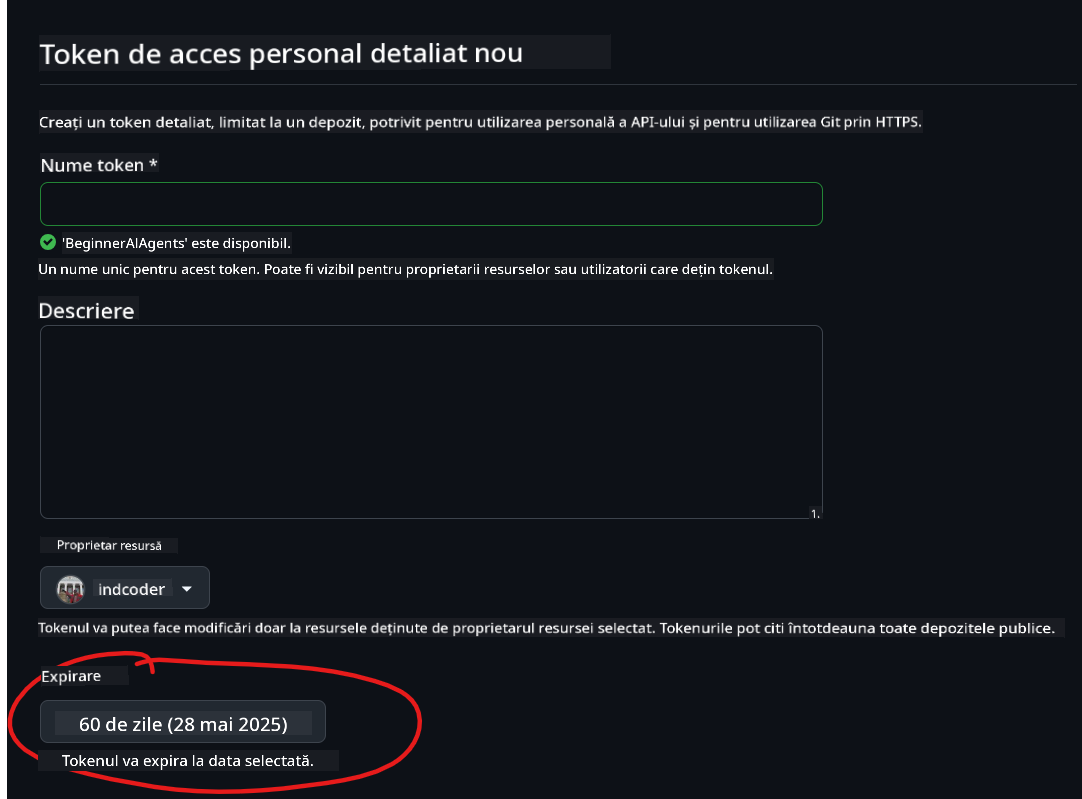 Token de acces personal detaliat nou
Creați un token detaliat, limitat la un depozit, potrivit pentru utilizarea personală a API-ului și pentru utilizarea Git prin HTTPS.
Nume token *
'BeginnerAIAgents' este disponibil.
Un nume unic pentru acest token. Poate fi vizibil pentru proprietarii resurselor sau utilizatorii care dețin tokenul.
Descriere
1.
Proprietar resursă
indcoder
Tokenul va putea face modificări doar la resursele deținute de proprietarul resursei selectat. Tokenurile pot citi întotdeauna toate depozitele publice.
Expirare
60 de zile (28 mai 2025)
Tokenul va expira la data selectată.